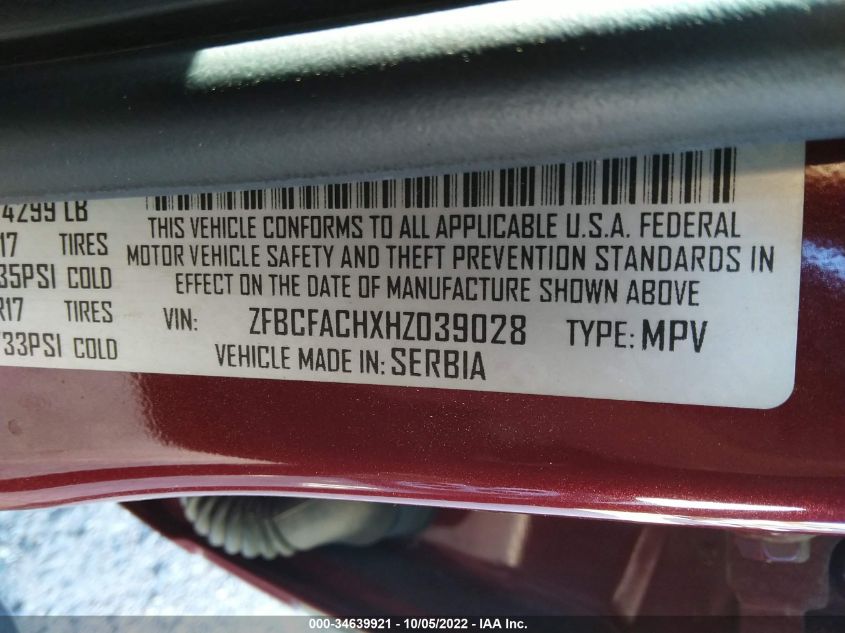 4299 LB
THIS VEHICLE CONFORMS TO ALL APPLICABLE U.S.A. FEDERAL
17 TIRES
MOTOR VEHICLE SAFETY AND THEFT PREVENTION STANDARDS IN
35PSI COLD
EFFECT ON THE DATE OF MANUFACTURE SHOWN ABOVE
R17 TIRES
VIN: ZFBCFACHXHZ039028 TYPE: MPV
33PSI COLD
VEHICLE MADE IN: SERBIA
000-34639921 - 10/05/2022 - IAA Inc.